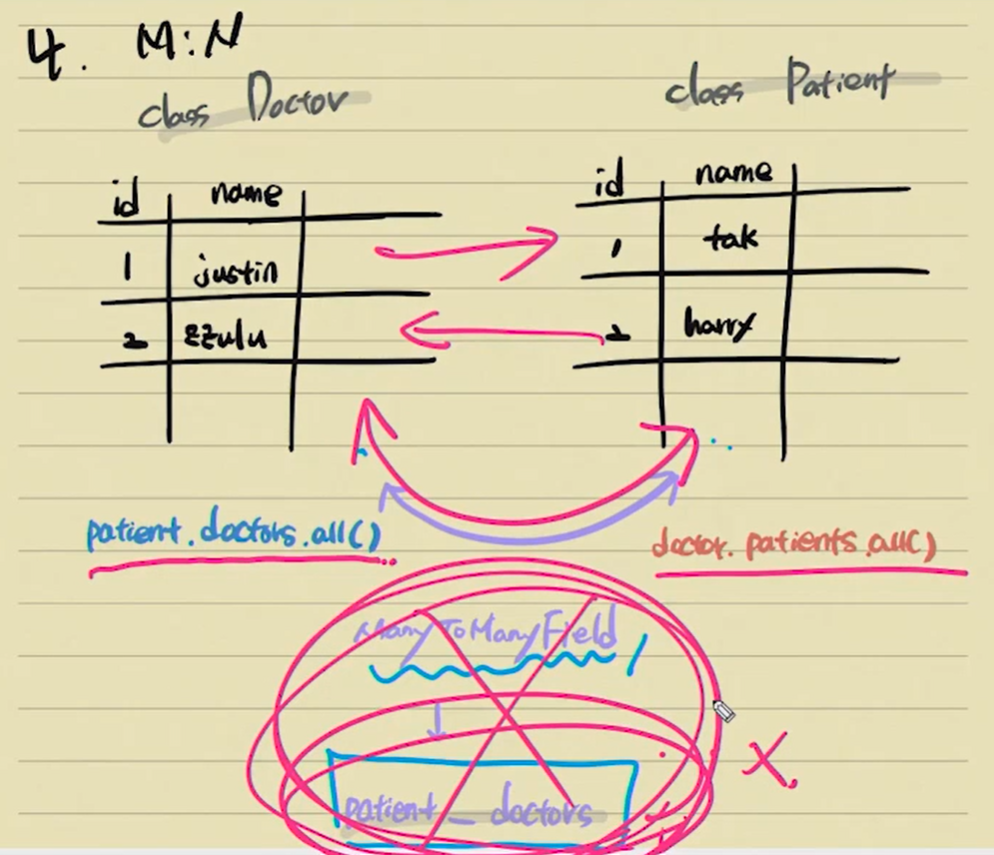 4. M:N
class Doctor
class Patient
id name
1 justin
2 zzulu
id name
1 tak
2 harry
patient.doctors.all()
doctor.patients.all()
ManyToManyField
patient_doctors
X